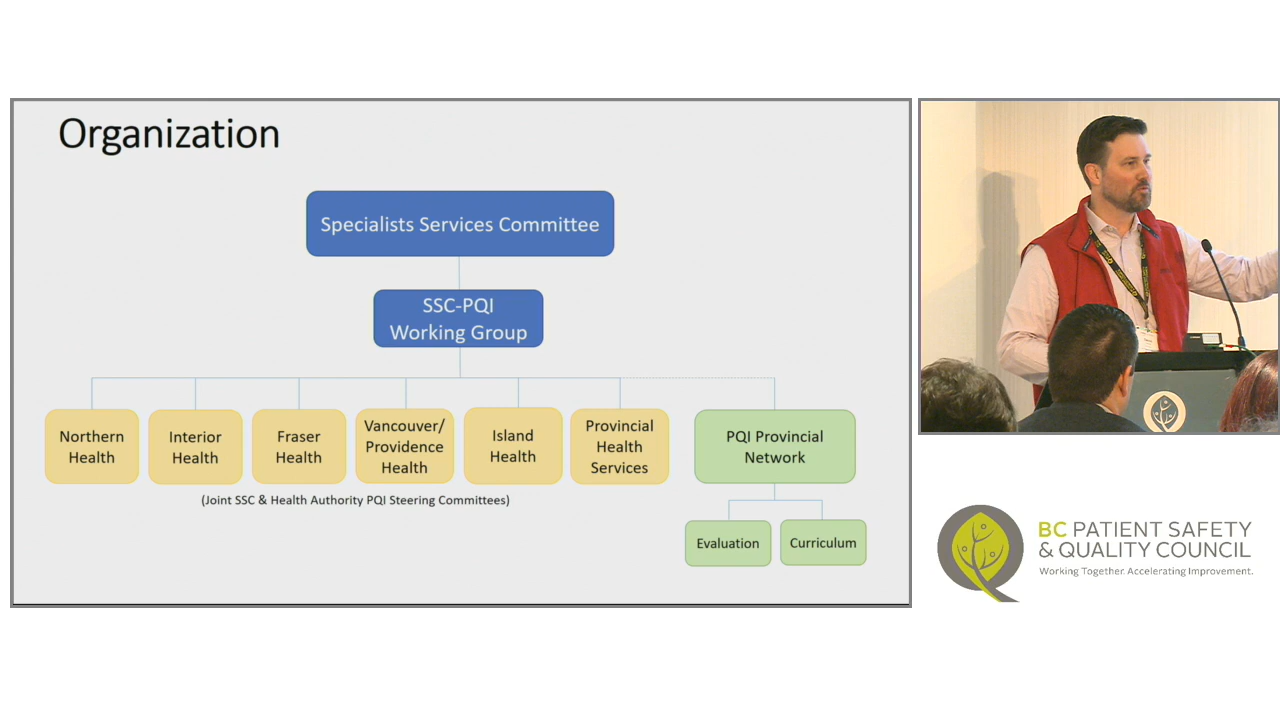 Organization
Specialists Services Committee
SSC-PQI
Working Group
Northern
Health
Interior
Health
Fraser
Health
Vancouver/
Providence
Health
Island
Health
Provincial
Health
Services
PQI Provincial
Network
(Joint SSC & Health Authority PQI Steering Committees)
Evaluation
Curriculum
BC PATIENT SAFETY
& QUALITY COUNCIL
Working Together. Accelerating Improvement.